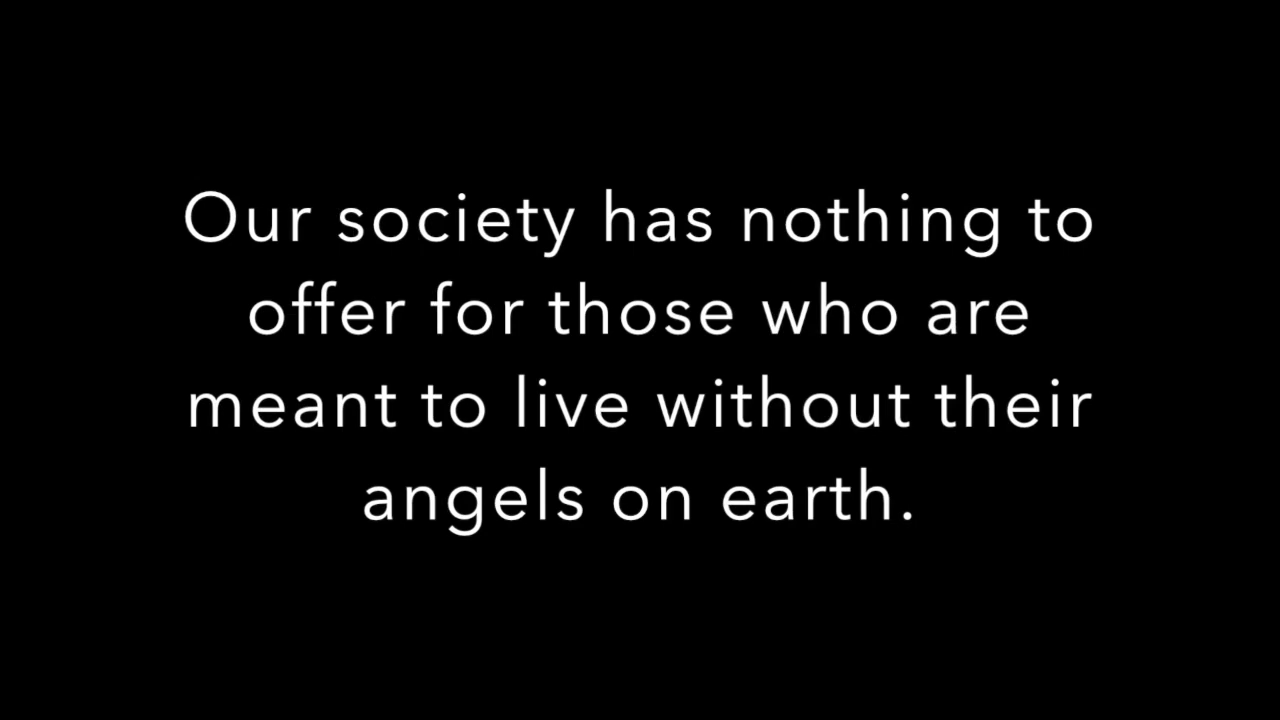 Our society has nothing to
offer for those who are
meant to live without their
angels on earth.